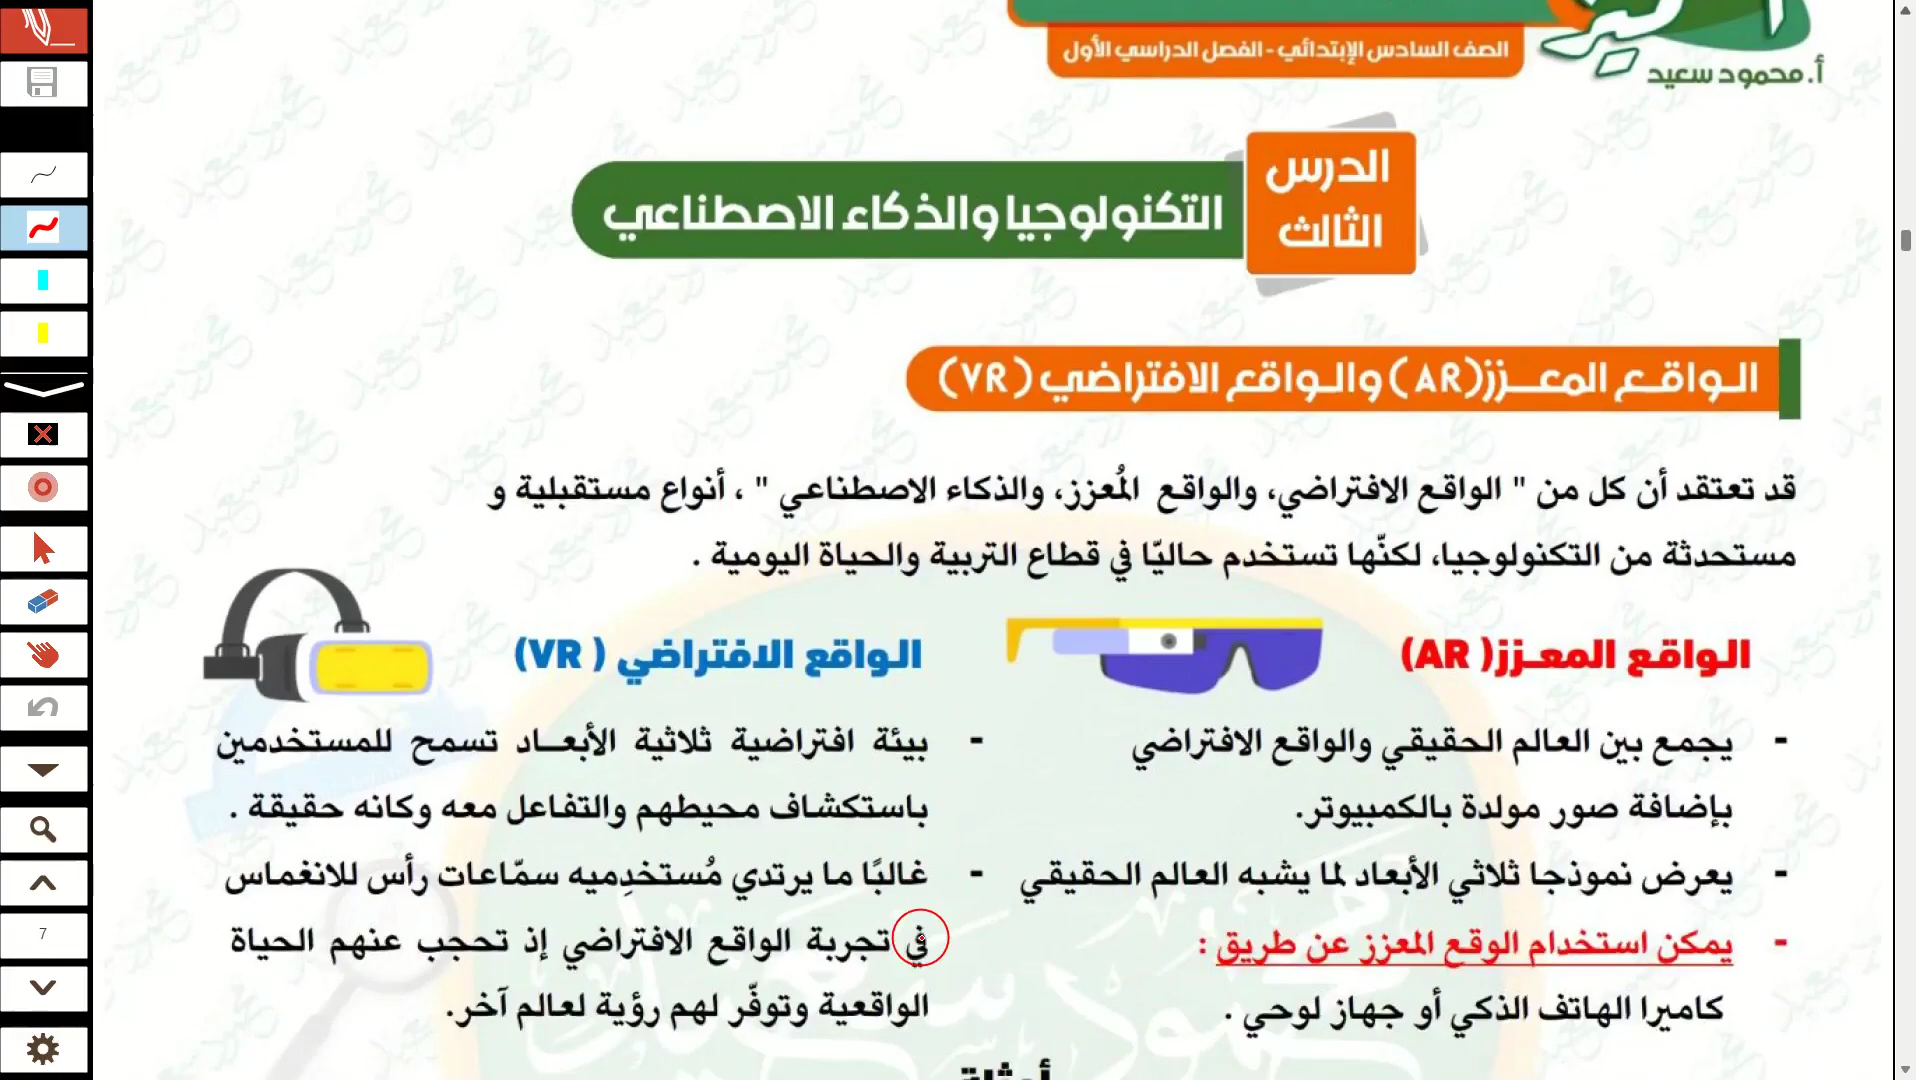 الصف السادس الإبتدائي - الفصل الدراسي الأول
أ. محمود سعيد
الدرس الثالث
التكنولوجيا والذكاء الاصطناعي
الواقع المعزز(AR) والواقع الافتراضي (VR)
قد تعتقد أن كل من " الواقع الافتراضي، والواقع المُعزز، والذكاء الاصطناعي " ، أنواع مستقبلية و
مستحدثة من التكنولوجيا، لكنّها تستخدم حاليّا في قطاع التربية والحياة اليومية .
الواقع المعزز( AR)
- يجمع بين العالم الحقيقي والواقع الافتراضي
بإضافة صور مولدة بالكمبيوتر.
- يعرض نموذجا ثلاثي الأبعاد لما يشبه العالم الحقيقي
- يمكن استخدام الوقع المعزز عن طريق :
كاميرا الهاتف الذكي أو جهاز لوحي .
الواقع الافتراضي ( VR)
- بيئة افتراضية ثلاثية الأبعاد تسمح للمستخدمين
باستكشاف محيطهم والتفاعل معه وكانه حقيقة .
- غالبًا ما يرتدي مُستخدِميه سمّاعات رأس للانغماس
في تجربة الواقع الافتراضي إذ تحجب عنهم الحياة
الواقعية وتوفّر لهم رؤية لعالم آخر.
7